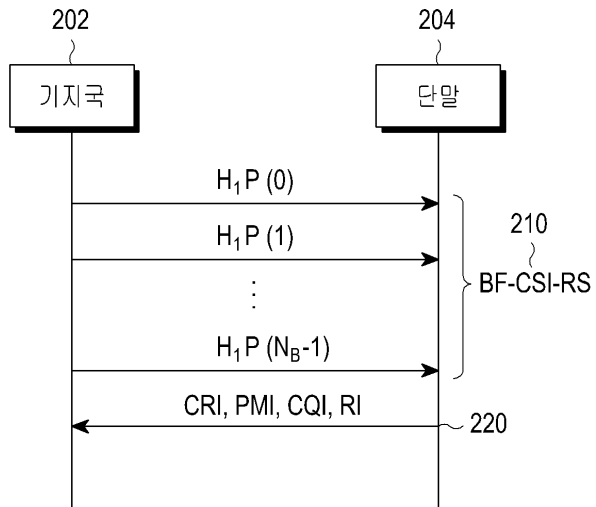 202
204
기지국
단말
H₁P (0)
H₁P (1)
210
BF-CSI-RS
⋮
H₁P (N_B-1)
CRI, PMI, CQI, RI
220